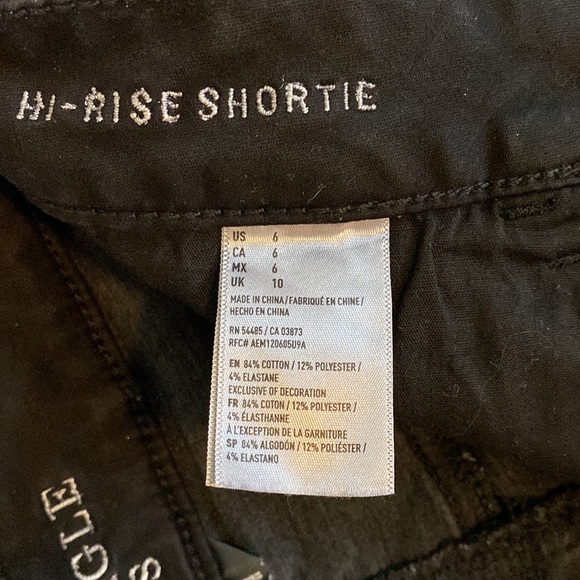 HI-RISE SHORTIE
US 6
CA 6
MX 6
UK 10
MADE IN CHINA/FABRIQUÉ EN CHINE/
HECHO EN CHINA
RN 54485/ CA 03873
RFC# AEM120605U9A
EN 84% COTTON / 12% POLYESTER /
4% ELASTANE
EXCLUSIVE OF DECORATION
FR 84% COTON / 12% POLYESTER /
4% ÉLASTHANNE
À L'EXCEPTION DE LA GARNITURE
SP 84% ALGODÓN / 12% POLIÉSTER /
4% ELASTANO
GLE
S